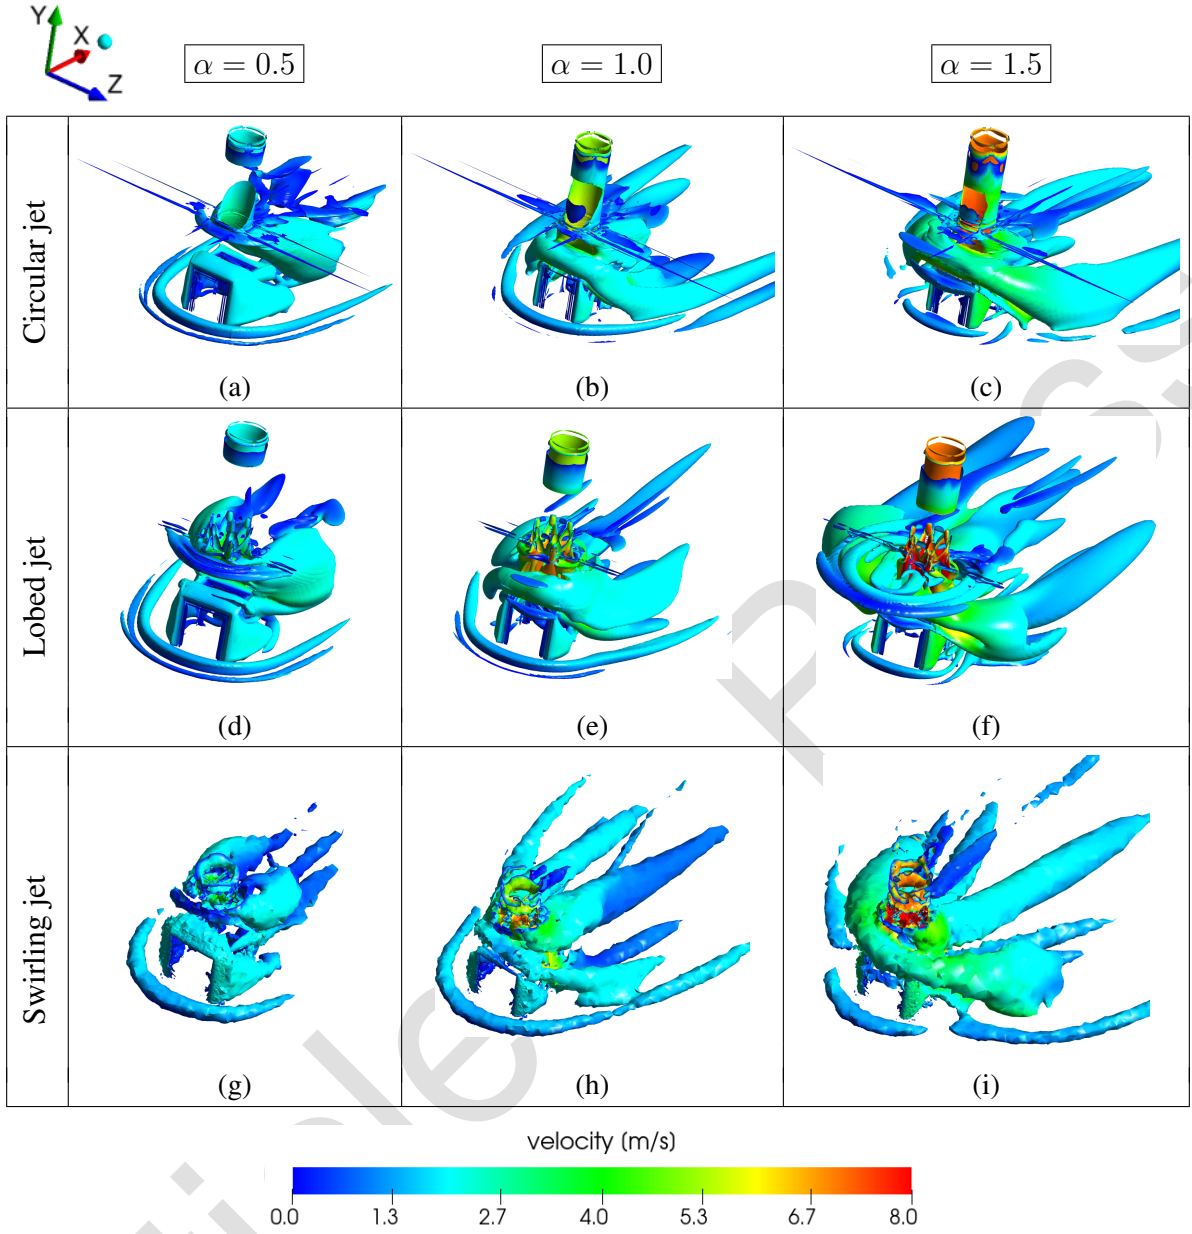 Y
X
Z
α = 0.5
α = 1.0
α = 1.5
Circular jet
(a)
(b)
(c)
Lobed jet
(d)
(e)
(f)
Swirling jet
(g)
(h)
(i)
velocity (m/s)
0.0 1.3 2.7 4.0 5.3 6.7 8.0